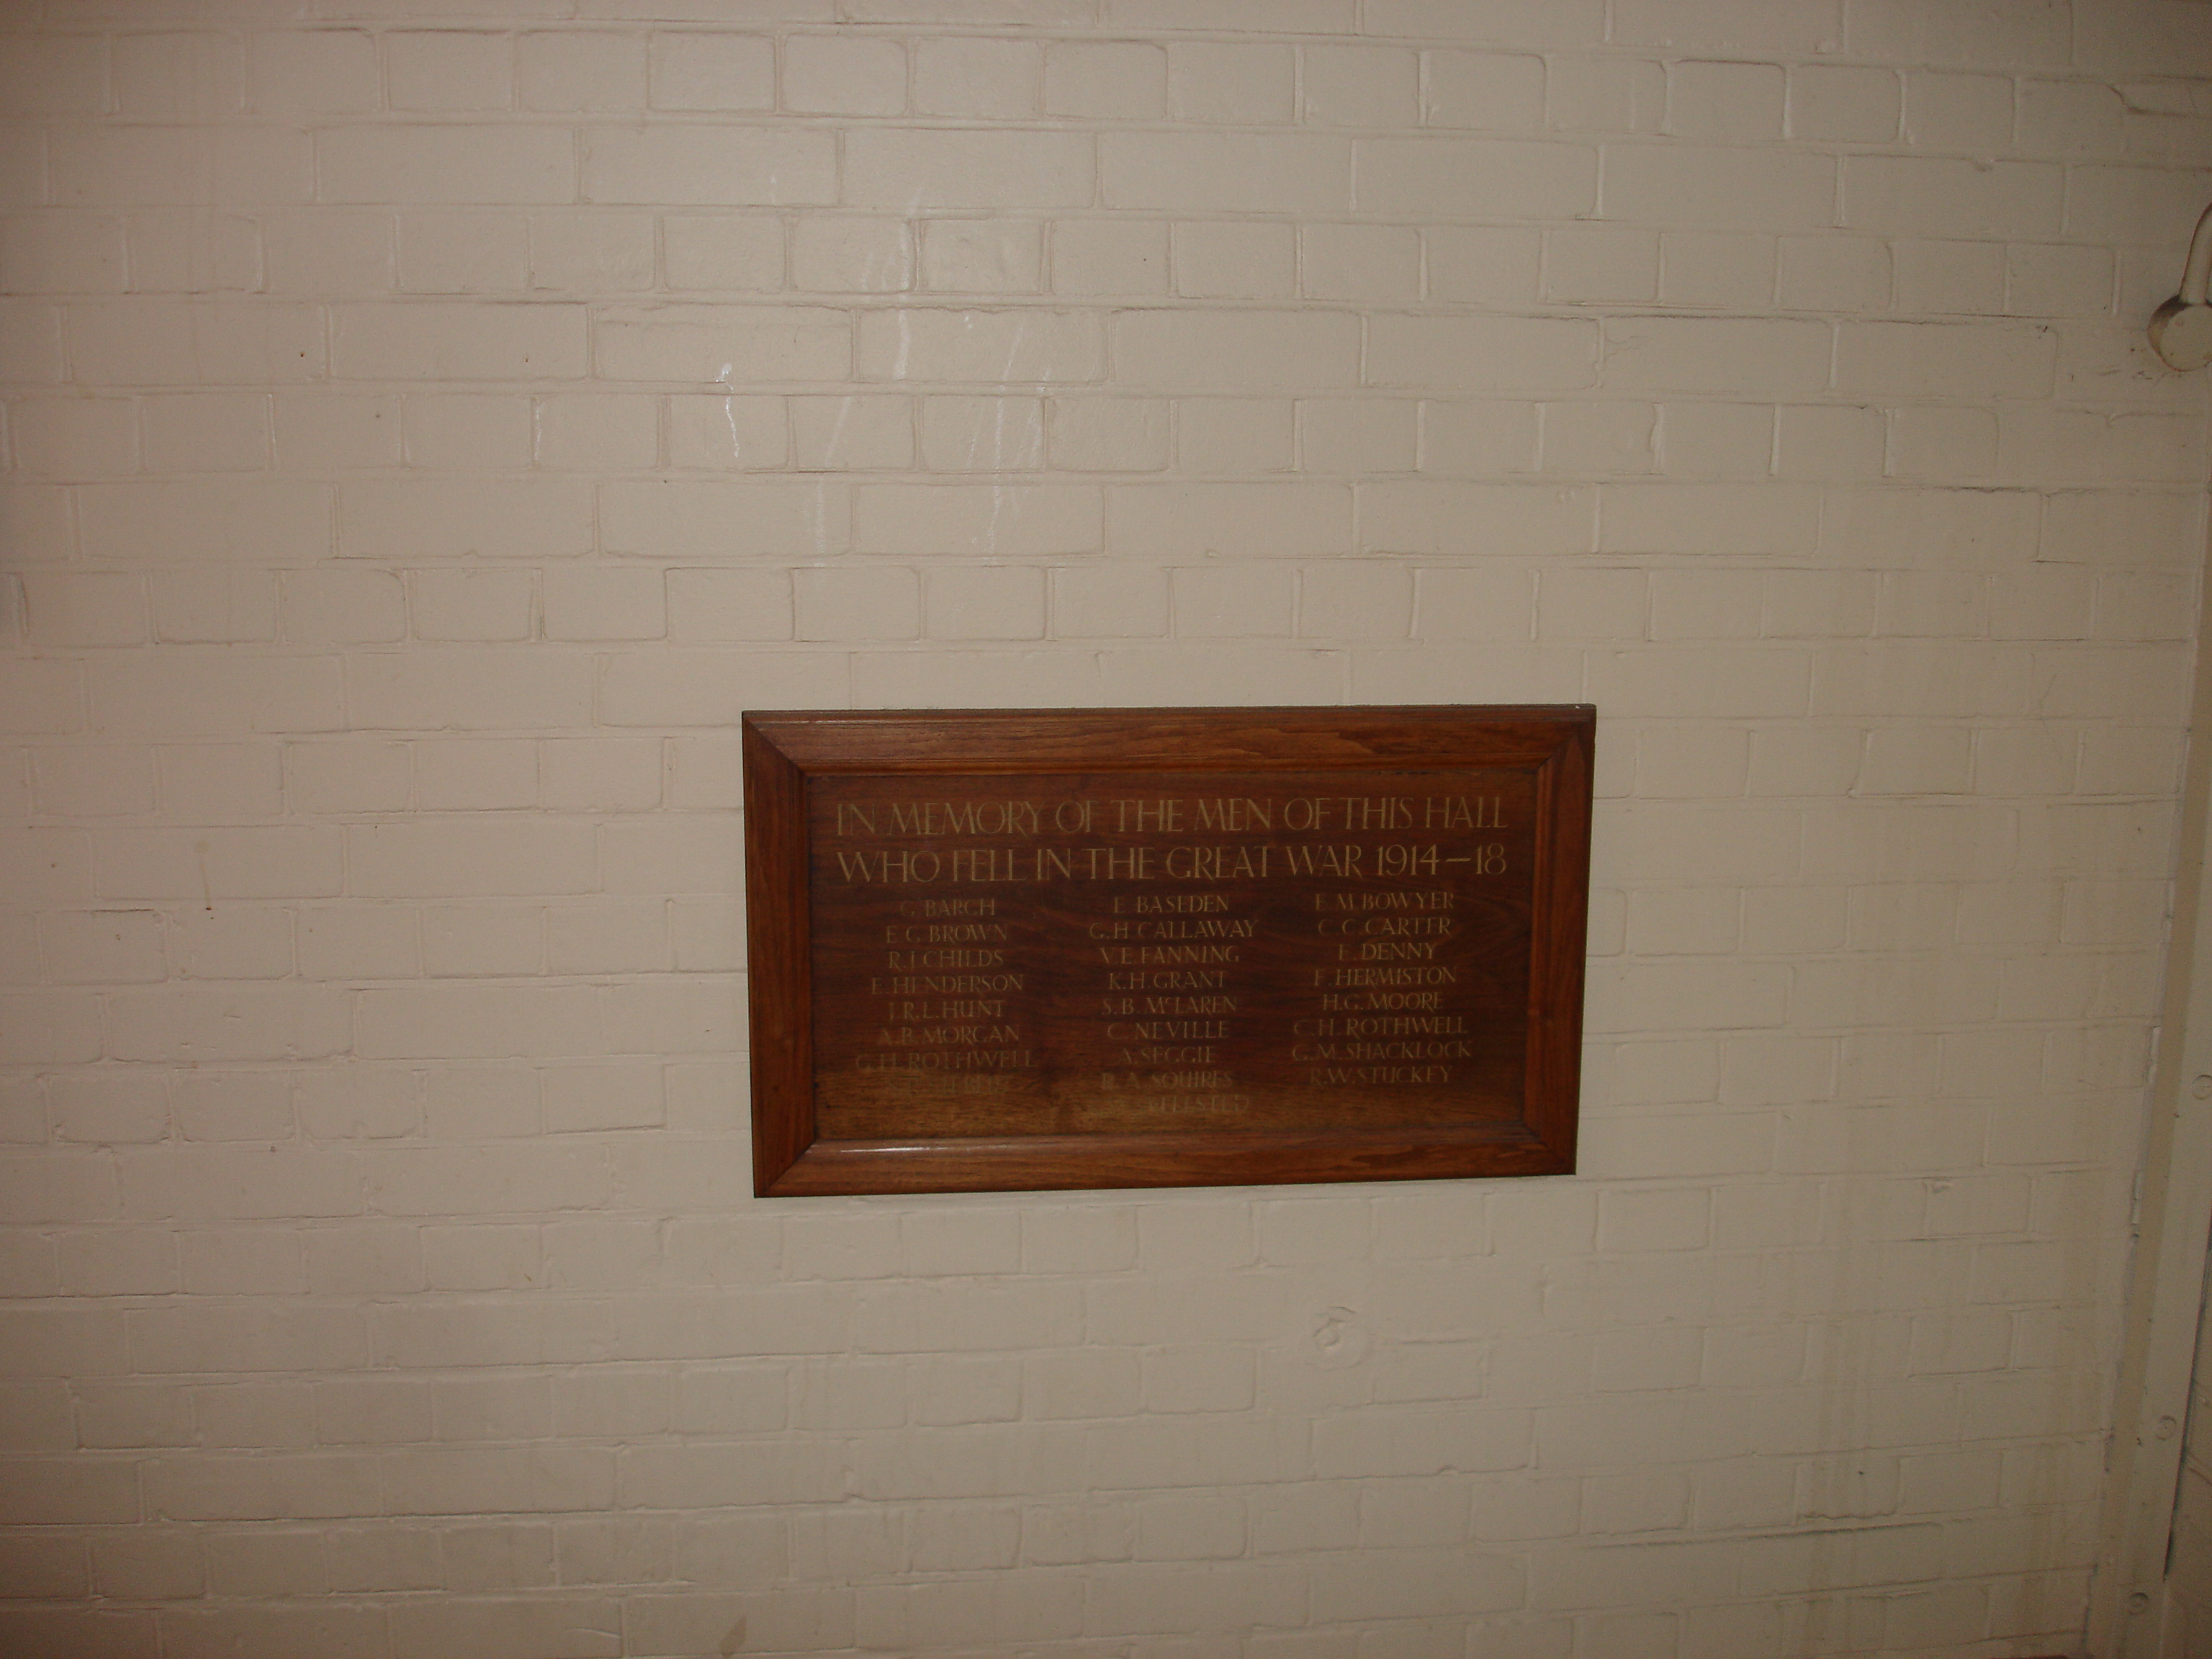 IN MEMORY OF THE MEN OF THIS HALL
WHO FELL IN THE GREAT WAR 1914–18
G. BARCH E. BASEDEN E. M. BOWYER
E. G. BROWN G. H. CALLAWAY C. C. CARTER
R. J. CHILDS V. E. FANNING E. DENNY
E. HENDERSON K. H. GRANT F. HERMISTON
J. R. L. HUNT S. B. McLAREN H. G. MOORE
A. B. MORGAN C. NEVILLE C. H. ROTHWELL
G. H. ROTHWELL A. SEGGIE G. M. SHACKLOCK
A. SQUIRES R. W. STUCKEY